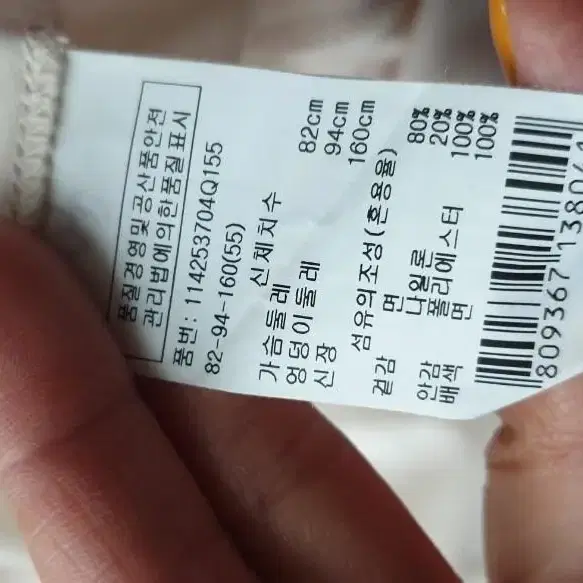 품질경영및공산품안전
관리법에의한품질표시
품번: 114253704Q155
82-94-160(55)
신체치수
가슴둘레 82cm
엉덩이둘레 94cm
신장 160cm
섬유의조성(혼용율)
겉감 면 80%
나일론 20%
안감 폴리에스터 100%
배색 면 100%
809367 13804